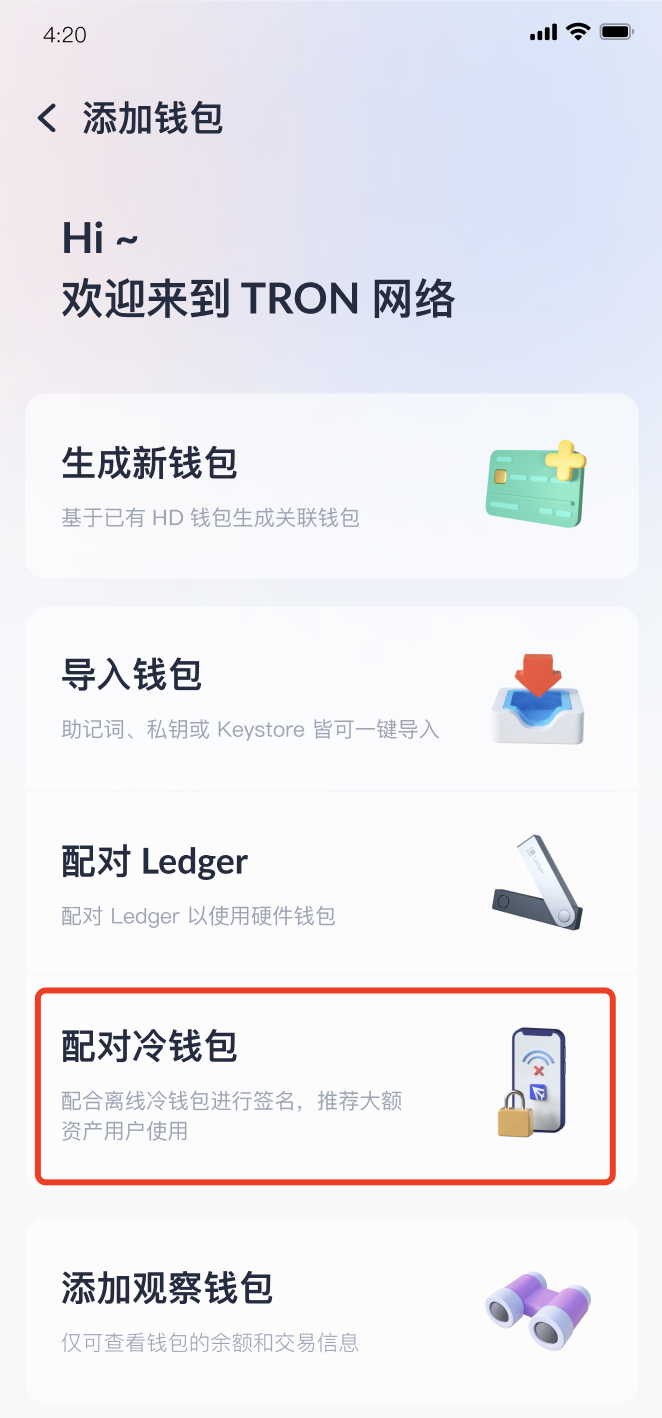 4:20
添加钱包
Hi ~
欢迎来到 TRON 网络
生成新钱包
基于已有 HD 钱包生成关联钱包
导入钱包
助记词、私钥或 Keystore 皆可一键导入
配对 Ledger
配对 Ledger 以使用硬件钱包
Ledger
配对冷钱包
配合离线冷钱包进行签名，推荐大额
资产用户使用
添加观察钱包
仅可查看钱包的余额和交易信息